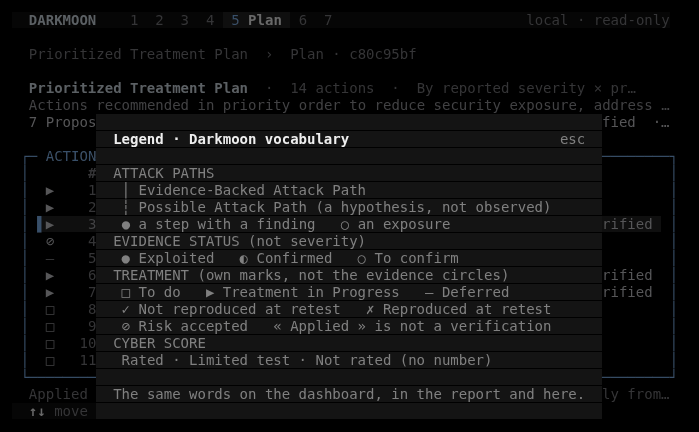 DARKMOON 1 2 3 4 5 Plan 6 7 local · read-only
Prioritized Treatment Plan › Plan · c80c95bf
Prioritized Treatment Plan · 14 actions · By reported severity × pr…
Actions recommended in priority order to reduce security exposure, address …
7 Propos fied ·…
Legend · Darkmoon vocabulary esc
ACTION
#
ATTACK PATHS
▶ 1 │ Evidence-Backed Attack Path
▶ 2 ┆ Possible Attack Path (a hypothesis, not observed)
▶ 3 ● a step with a finding ○ an exposure rified
⊘ 4 EVIDENCE STATUS (not severity)
— 5 ● Exploited ◐ Confirmed ○ To confirm
▶ 6 TREATMENT (own marks, not the evidence circles) rified
▶ 7 □ To do ▶ Treatment in Progress — Deferred rified
□ 8 ✓ Not reproduced at retest ✗ Reproduced at retest
□ 9 ⊘ Risk accepted « Applied » is not a verification
□ 10 CYBER SCORE
□ 11 Rated · Limited test · Not rated (no number)
Applied The same words on the dashboard, in the report and here. ly from…
↑↓ move